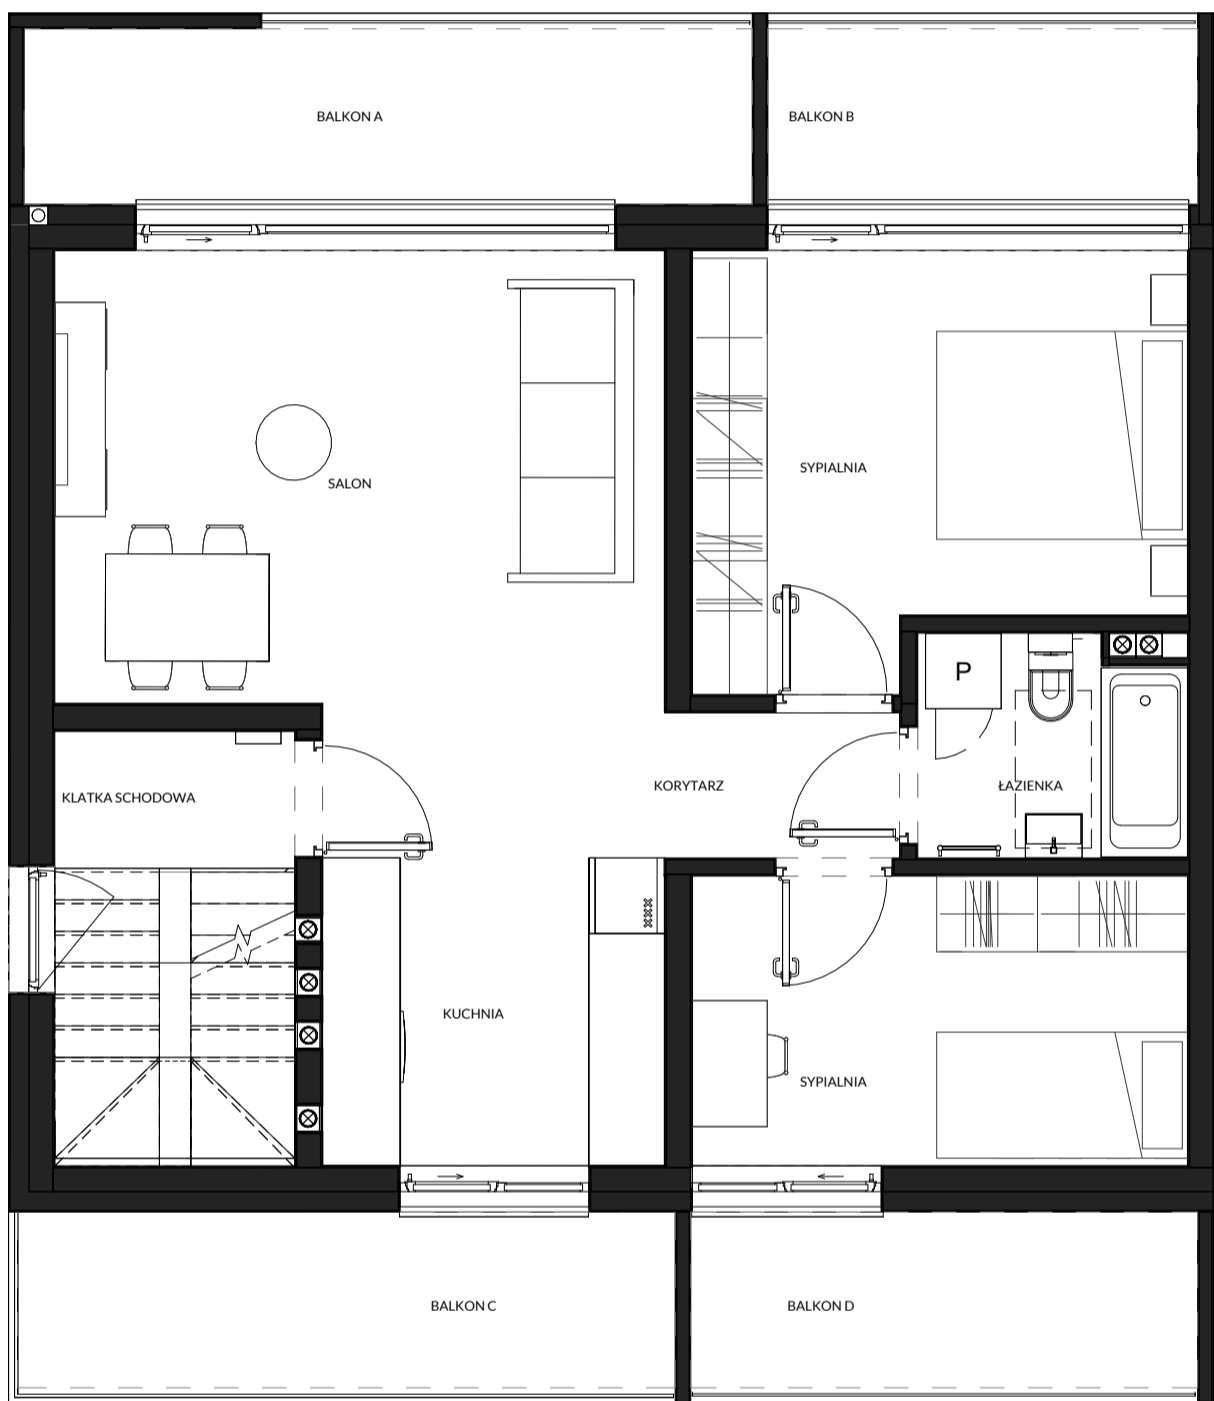 BALKON A
BALKON B
SYPIALNIA
SALON
P
KORYTARZ
ŁAZIENKA
KLATKA SCHODOWA
KUCHNIA
SYPIALNIA
BALKON C
BALKON D